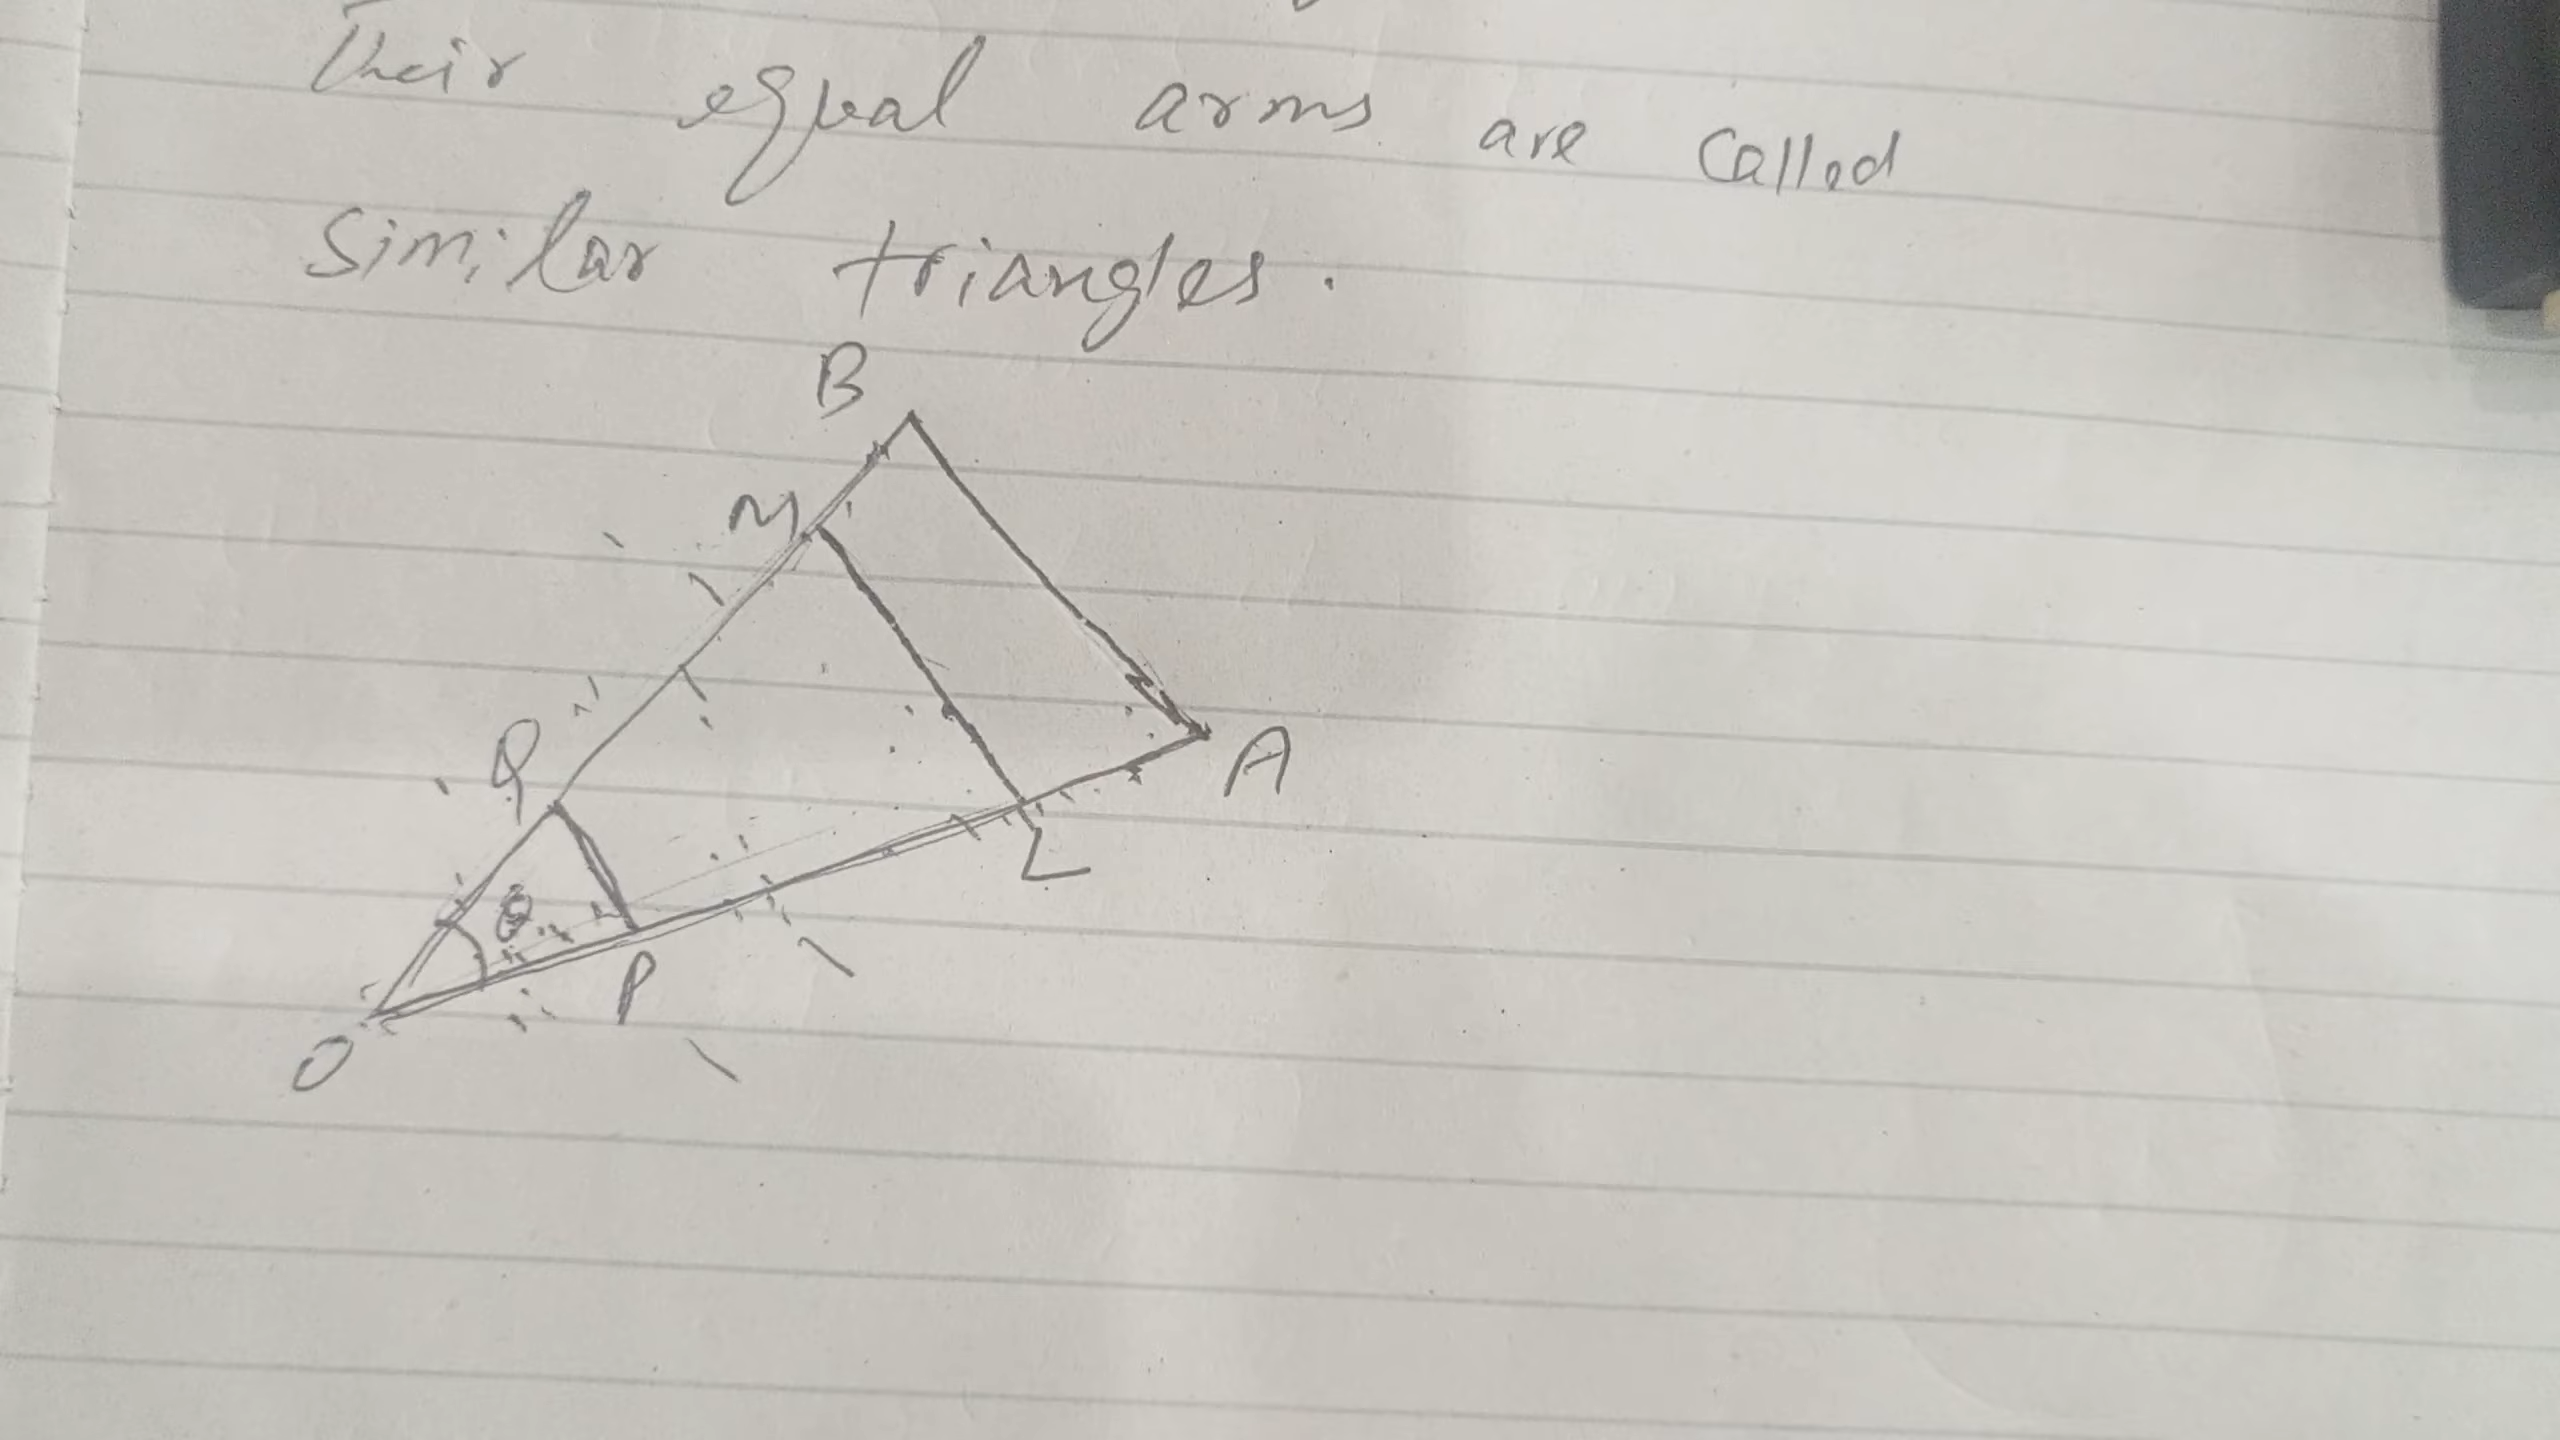 Their equal arms are called
similar triangles.
B
M
Q
A
L
θ
P
O